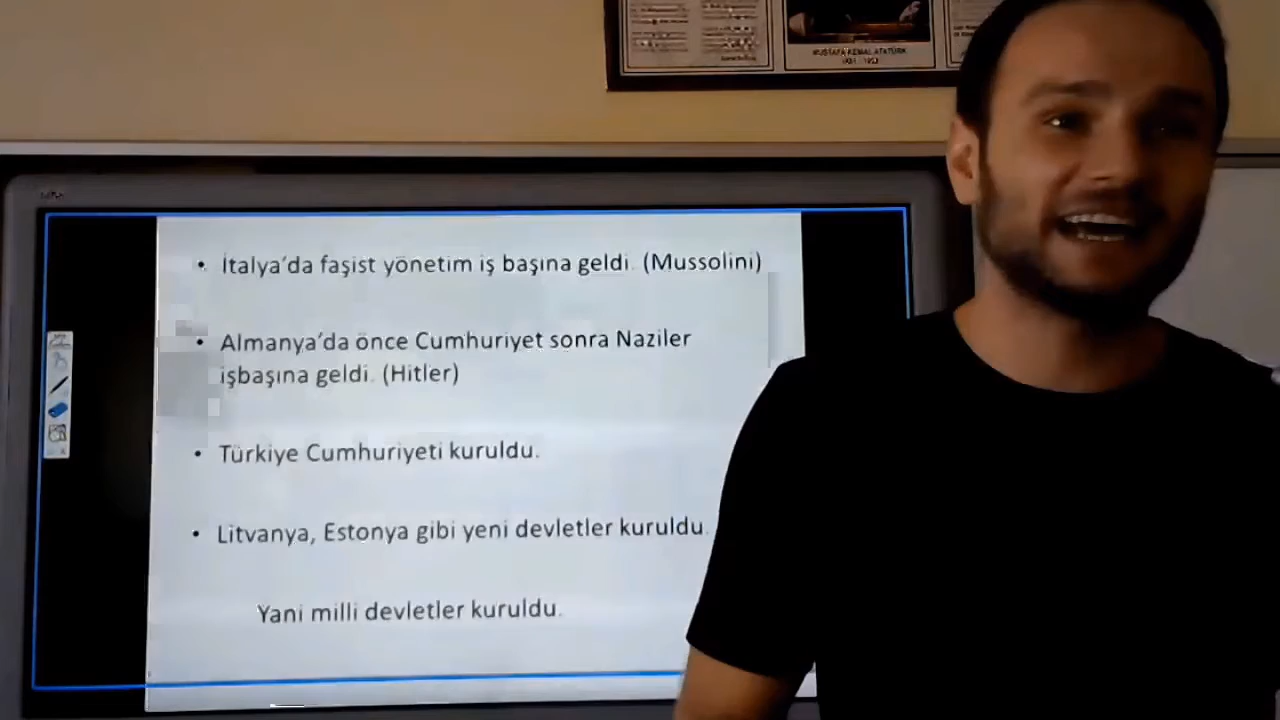 MUSTAFA KEMAL ATATÜRK
• İtalya'da faşist yönetim iş başına geldi. (Mussolini)
• Almanya'da önce Cumhuriyet sonra Naziler
işbaşına geldi. (Hitler)
• Türkiye Cumhuriyeti kuruldu.
• Litvanya, Estonya gibi yeni devletler kuruldu.
Yani milli devletler kuruldu.